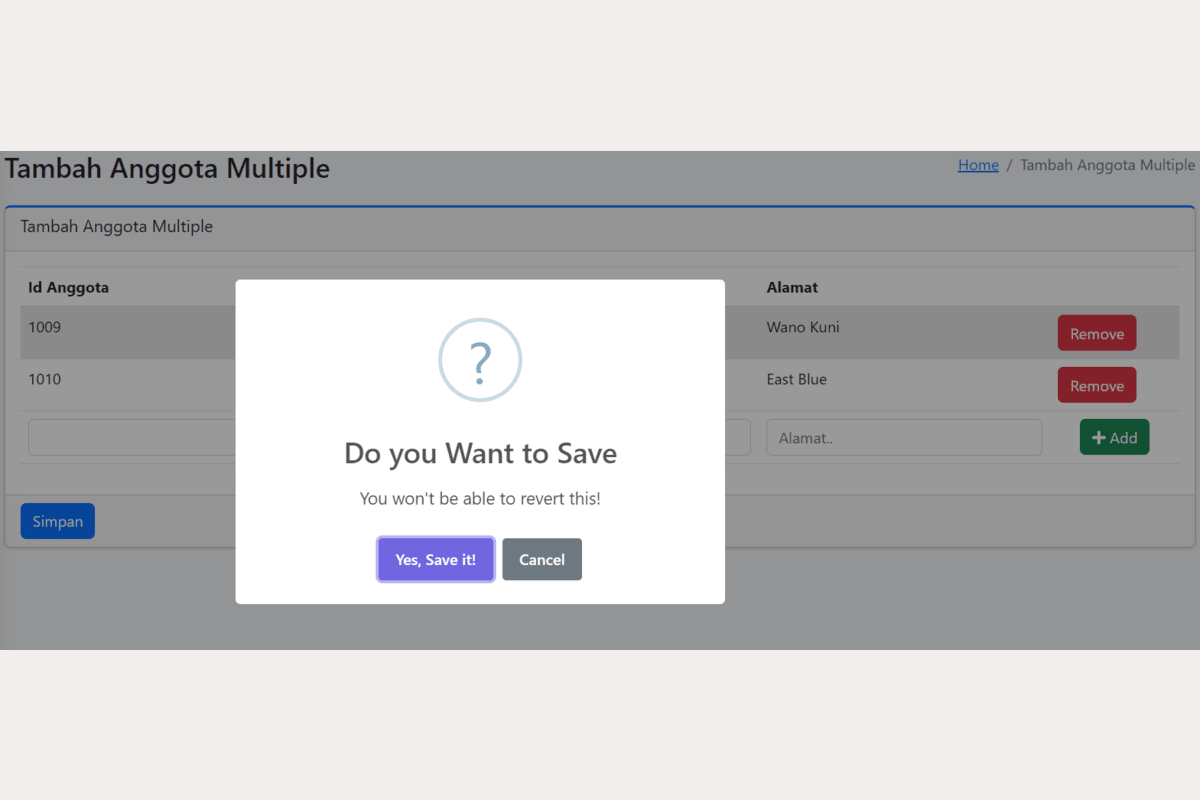 Tambah Anggota Multiple
Home / Tambah Anggota Multiple
Tambah Anggota Multiple
Id Anggota Alamat
1009 Wano Kuni Remove
1010 East Blue Remove
Alamat.. Add
Simpan
?
Do you Want to Save
You won't be able to revert this!
Yes, Save it! Cancel